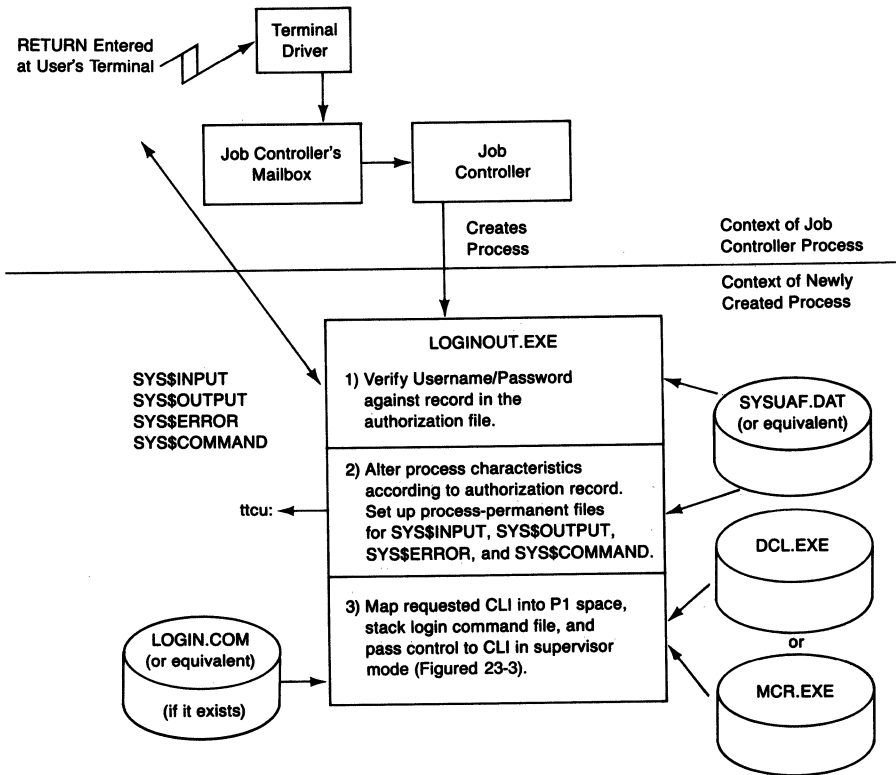 RETURN Entered
at User's Terminal
Terminal
Driver
Job Controller's
Mailbox
Job
Controller
Creates
Process
Context of Job
Controller Process
Context of Newly
Created Process
LOGINOUT.EXE
1) Verify Username/Password
against record in the
authorization file.
SYS$INPUT
SYS$OUTPUT
SYS$ERROR
SYS$COMMAND
SYSUAF.DAT
(or equivalent)
2) Alter process characteristics
according to authorization record.
Set up process-permanent files
for SYS$INPUT, SYS$OUTPUT,
SYS$ERROR, and SYS$COMMAND.
ttcu:
DCL.EXE
3) Map requested CLI into P1 space,
stack login command file, and
pass control to CLI in supervisor
mode (Figured 23-3).
LOGIN.COM
(or equivalent)
(if it exists)
or
MCR.EXE